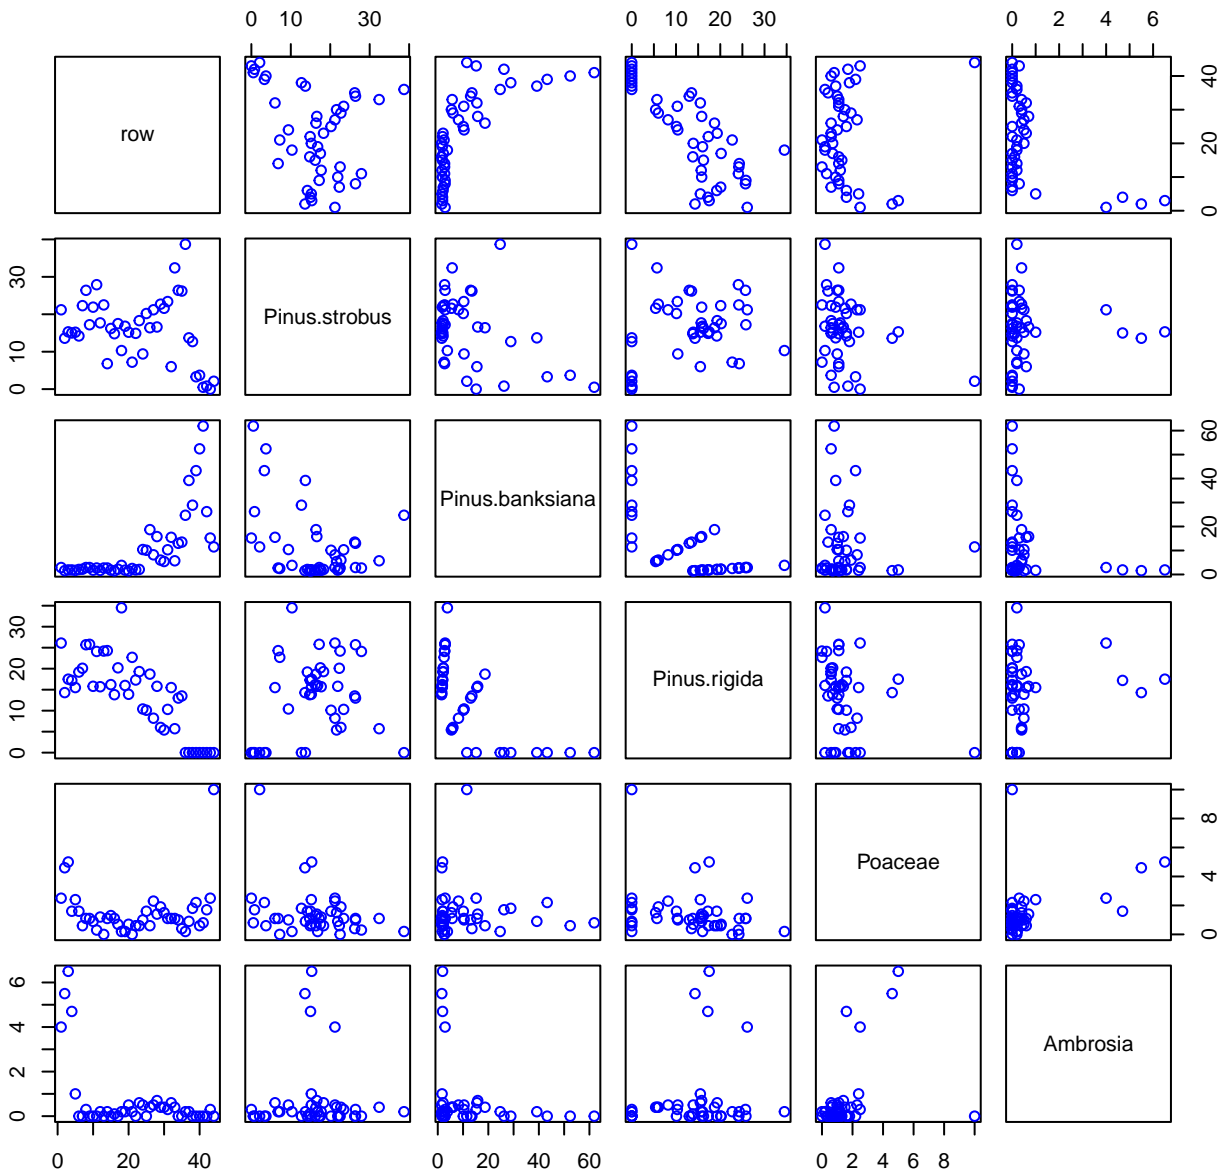 0 10 30
0 10 20 30
0 2 4 6
row
0 20 40
0 10 30
Pinus.strobus
Pinus.banksiana
0 20 40 60
0 10 20 30
Pinus.rigida
Poaceae
0 4 8
0 2 4 6
Ambrosia
0 20 40
0 20 40 60
0 2 4 6 8